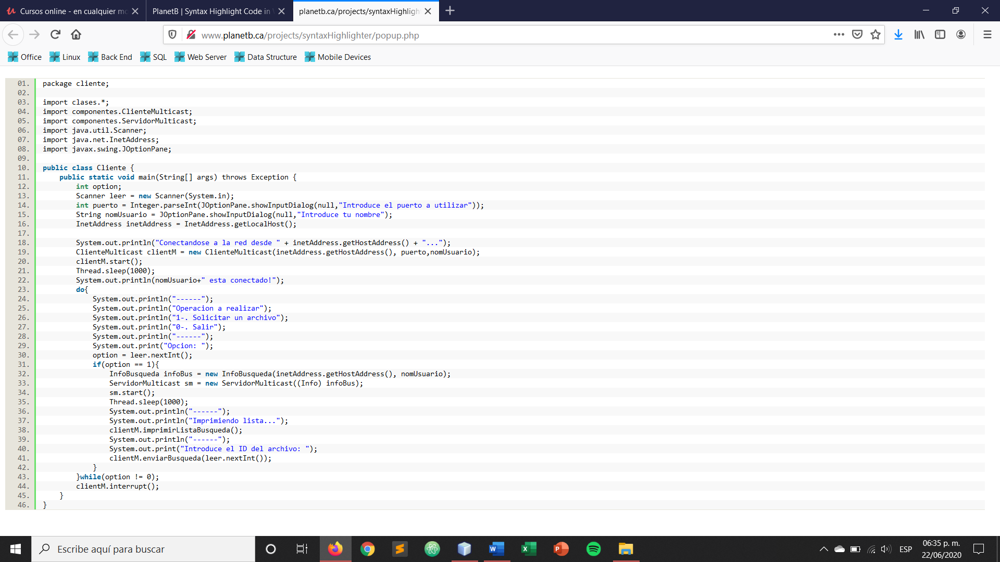 Cursos online - en cualquier mo
PlanetB | Syntax Highlight Code in
planetb.ca/projects/syntaxHighligh
www.planetb.ca/projects/syntaxHighlighter/popup.php
Office Linux Back End SQL Web Server Data Structure Mobile Devices
01. package cliente;
02.
03. import clases.*;
04. import componentes.ClienteMulticast;
05. import componentes.ServidorMulticast;
06. import java.util.Scanner;
07. import java.net.InetAddress;
08. import javax.swing.JOptionPane;
09.
10. public class Cliente {
11. public static void main(String[] args) throws Exception {
12. int option;
13. Scanner leer = new Scanner(System.in);
14. int puerto = Integer.parseInt(JOptionPane.showInputDialog(null,"Introduce el puerto a utilizar"));
15. String nomUsuario = JOptionPane.showInputDialog(null,"Introduce tu nombre");
16. InetAddress inetAddress = InetAddress.getLocalHost();
17.
18. System.out.println("Conectandose a la red desde " + inetAddress.getHostAddress() + "...");
19. ClienteMulticast clientM = new ClienteMulticast(inetAddress.getHostAddress(), puerto,nomUsuario);
20. clientM.start();
21. Thread.sleep(1000);
22. System.out.println(nomUsuario+" esta conectado!");
23. do{
24. System.out.println("------");
25. System.out.println("Operacion a realizar");
26. System.out.println("1-. Solicitar un archivo");
27. System.out.println("0-. Salir");
28. System.out.println("------");
29. System.out.print("Opcion: ");
30. option = leer.nextInt();
31. if(option == 1){
32. InfoBusqueda infoBus = new InfoBusqueda(inetAddress.getHostAddress(), nomUsuario);
33. ServidorMulticast sm = new ServidorMulticast((Info) infoBus);
34. sm.start();
35. Thread.sleep(1000);
36. System.out.println("------");
37. System.out.println("Imprimiendo lista...");
38. clientM.imprimirListaBusqueda();
39. System.out.println("------");
40. System.out.print("Introduce el ID del archivo: ");
41. clientM.enviarBusqueda(leer.nextInt());
42. }
43. }while(option != 0);
44. clientM.interrupt();
45. }
46. }
Escribe aquí para buscar
ESP
06:35 p. m.
22/06/2020